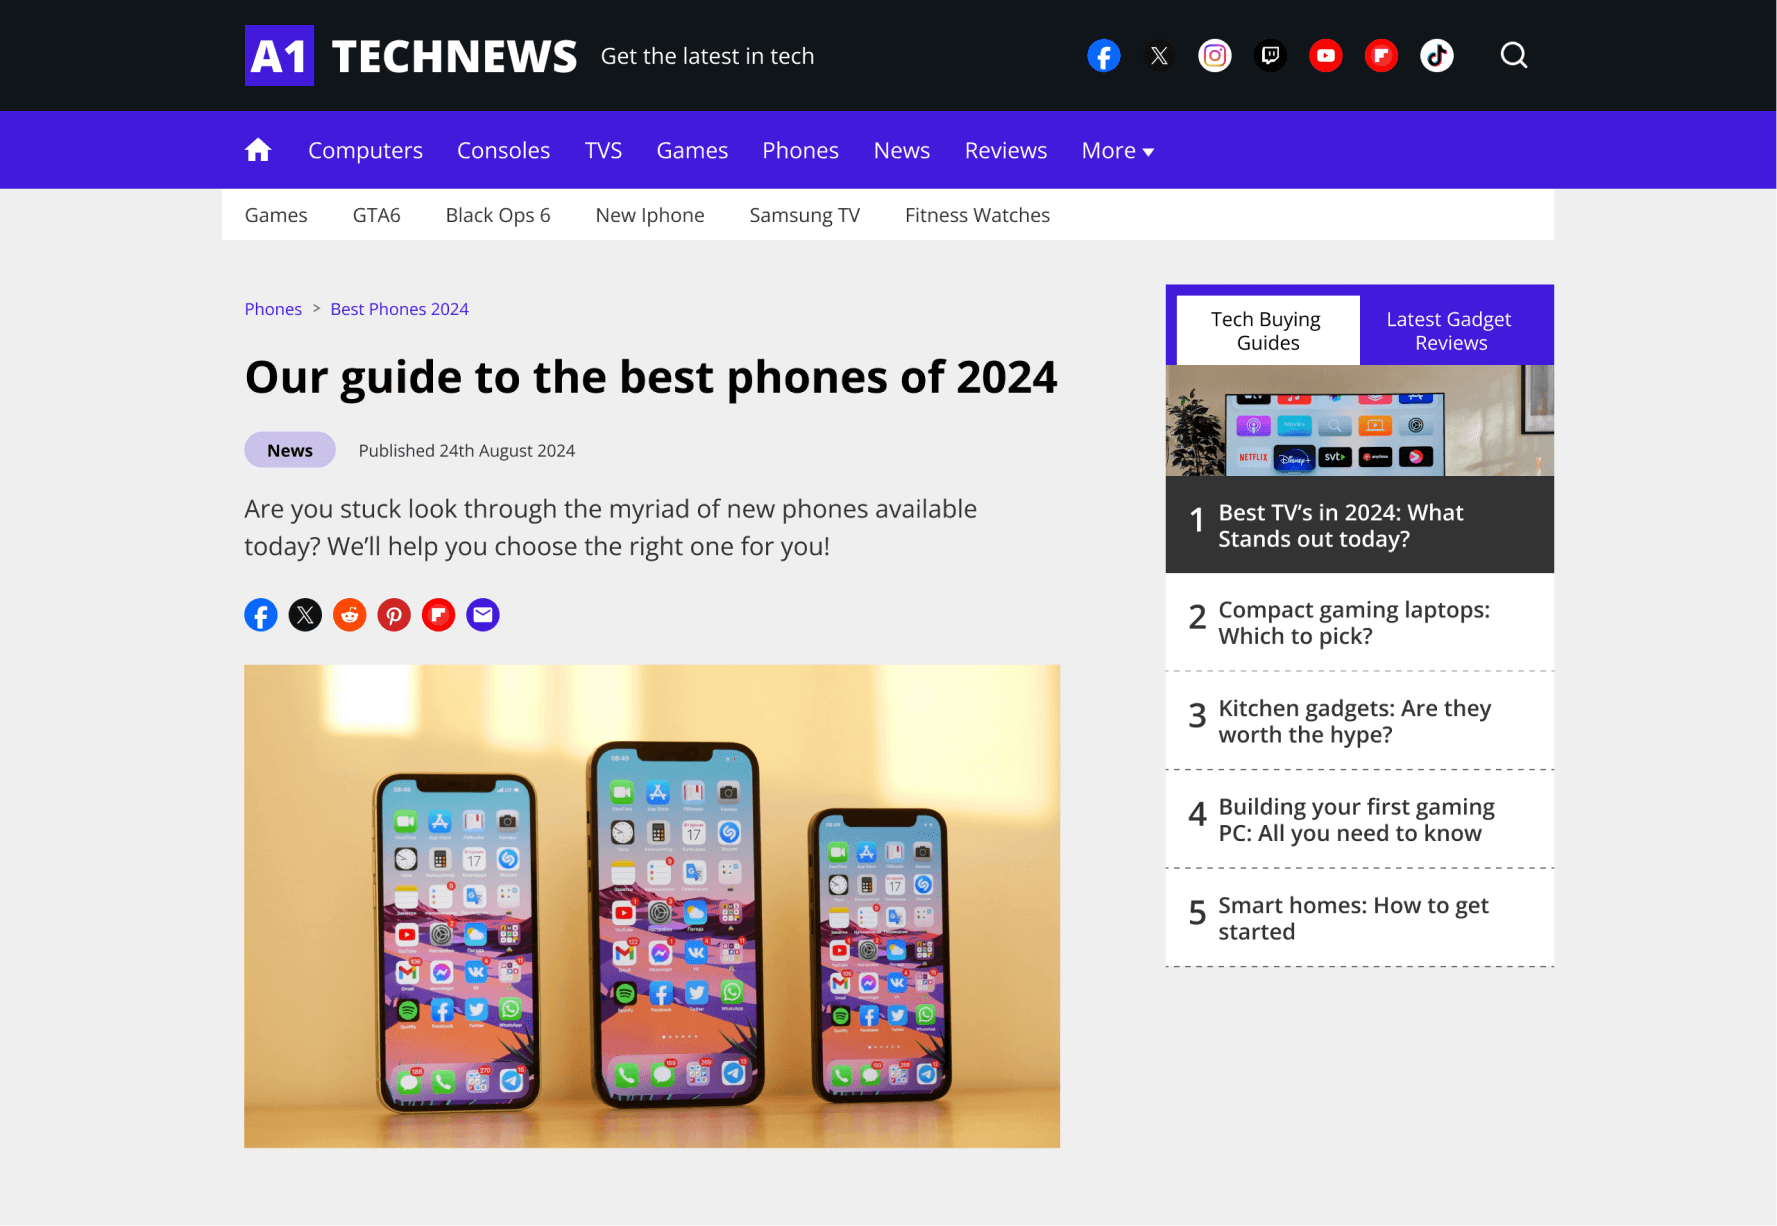 A1 TECHNEWS Get the latest in tech
Computers Consoles TVS Games Phones News Reviews More
Games GTA6 Black Ops 6 New Iphone Samsung TV Fitness Watches
Phones > Best Phones 2024
Our guide to the best phones of 2024
News Published 24th August 2024
Are you stuck look through the myriad of new phones available
today? We’ll help you choose the right one for you!
Tech Buying
Guides
Latest Gadget
Reviews
NETFLIX Disney+ svt
1 Best TV’s in 2024: What
Stands out today?
2 Compact gaming laptops:
Which to pick?
3 Kitchen gadgets: Are they
worth the hype?
4 Building your first gaming
PC: All you need to know
5 Smart homes: How to get
started